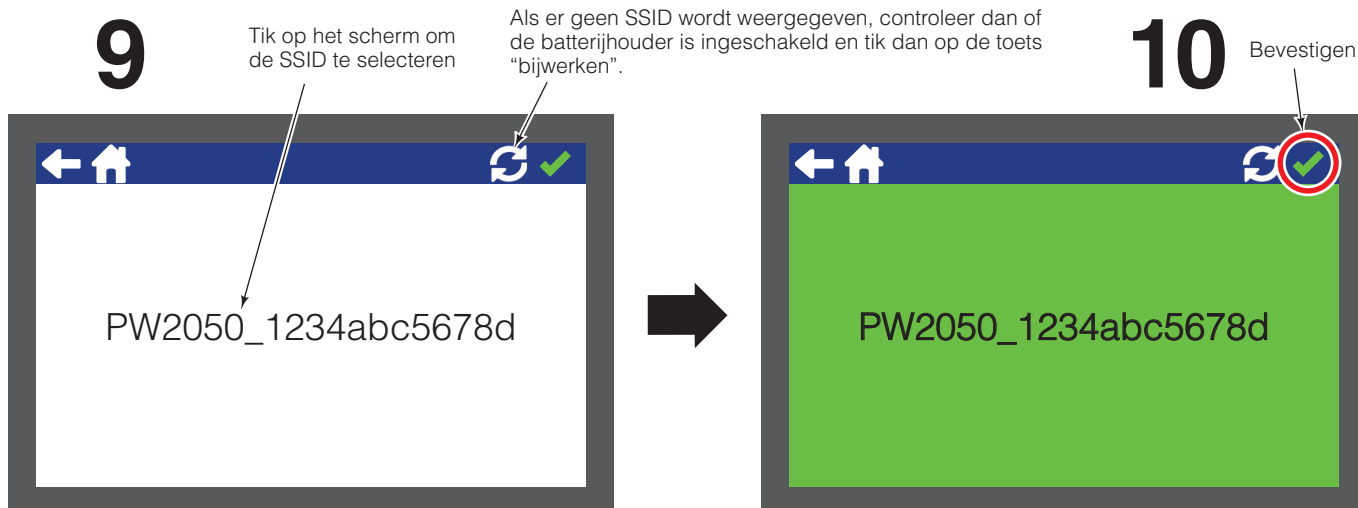 9
Tik op het scherm om
de SSID te selecteren
Als er geen SSID wordt weergegeven, controleer dan of
de batterijhouder is ingeschakeld en tik dan op de toets
“bijwerken”.
PW2050_1234abc5678d
10
Bevestigen
PW2050_1234abc5678d